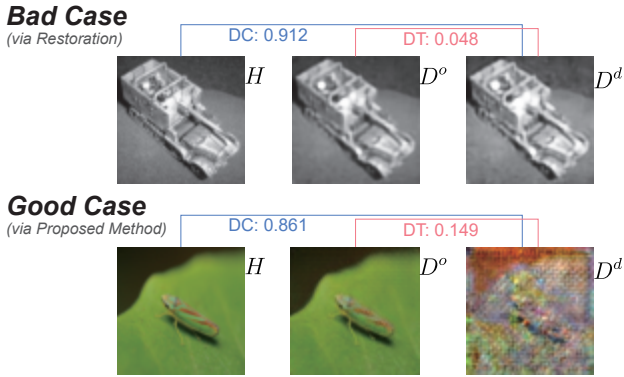 Bad Case
(via Restoration)
DC: 0.912
DT: 0.048
H
D^o
D^d
Good Case
(via Proposed Method)
DC: 0.861
DT: 0.149
H
D^o
D^d